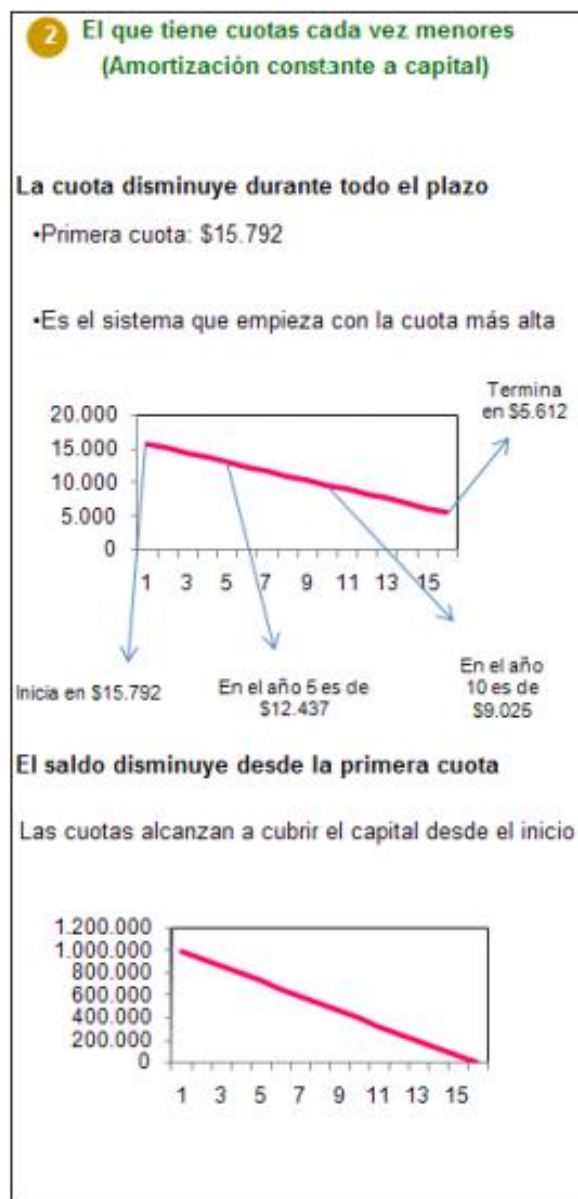 2 El que tiene cuotas cada vez menores
(Amortización constante a capital)
La cuota disminuye durante todo el plazo
•Primera cuota: $15.792
•Es el sistema que empieza con la cuota más alta
Termina
en $5.612
20.000
15.000
10.000
5.000
0
1 3 5 7 9 11 13 15
Inicia en $15.792
En el año 5 es de
$12.437
En el año
10 es de
$9.025
El saldo disminuye desde la primera cuota
Las cuotas alcanzan a cubrir el capital desde el inicio
1.200.000
1.000.000
800.000
600.000
400.000
200.000
0
1 3 5 7 9 11 13 15